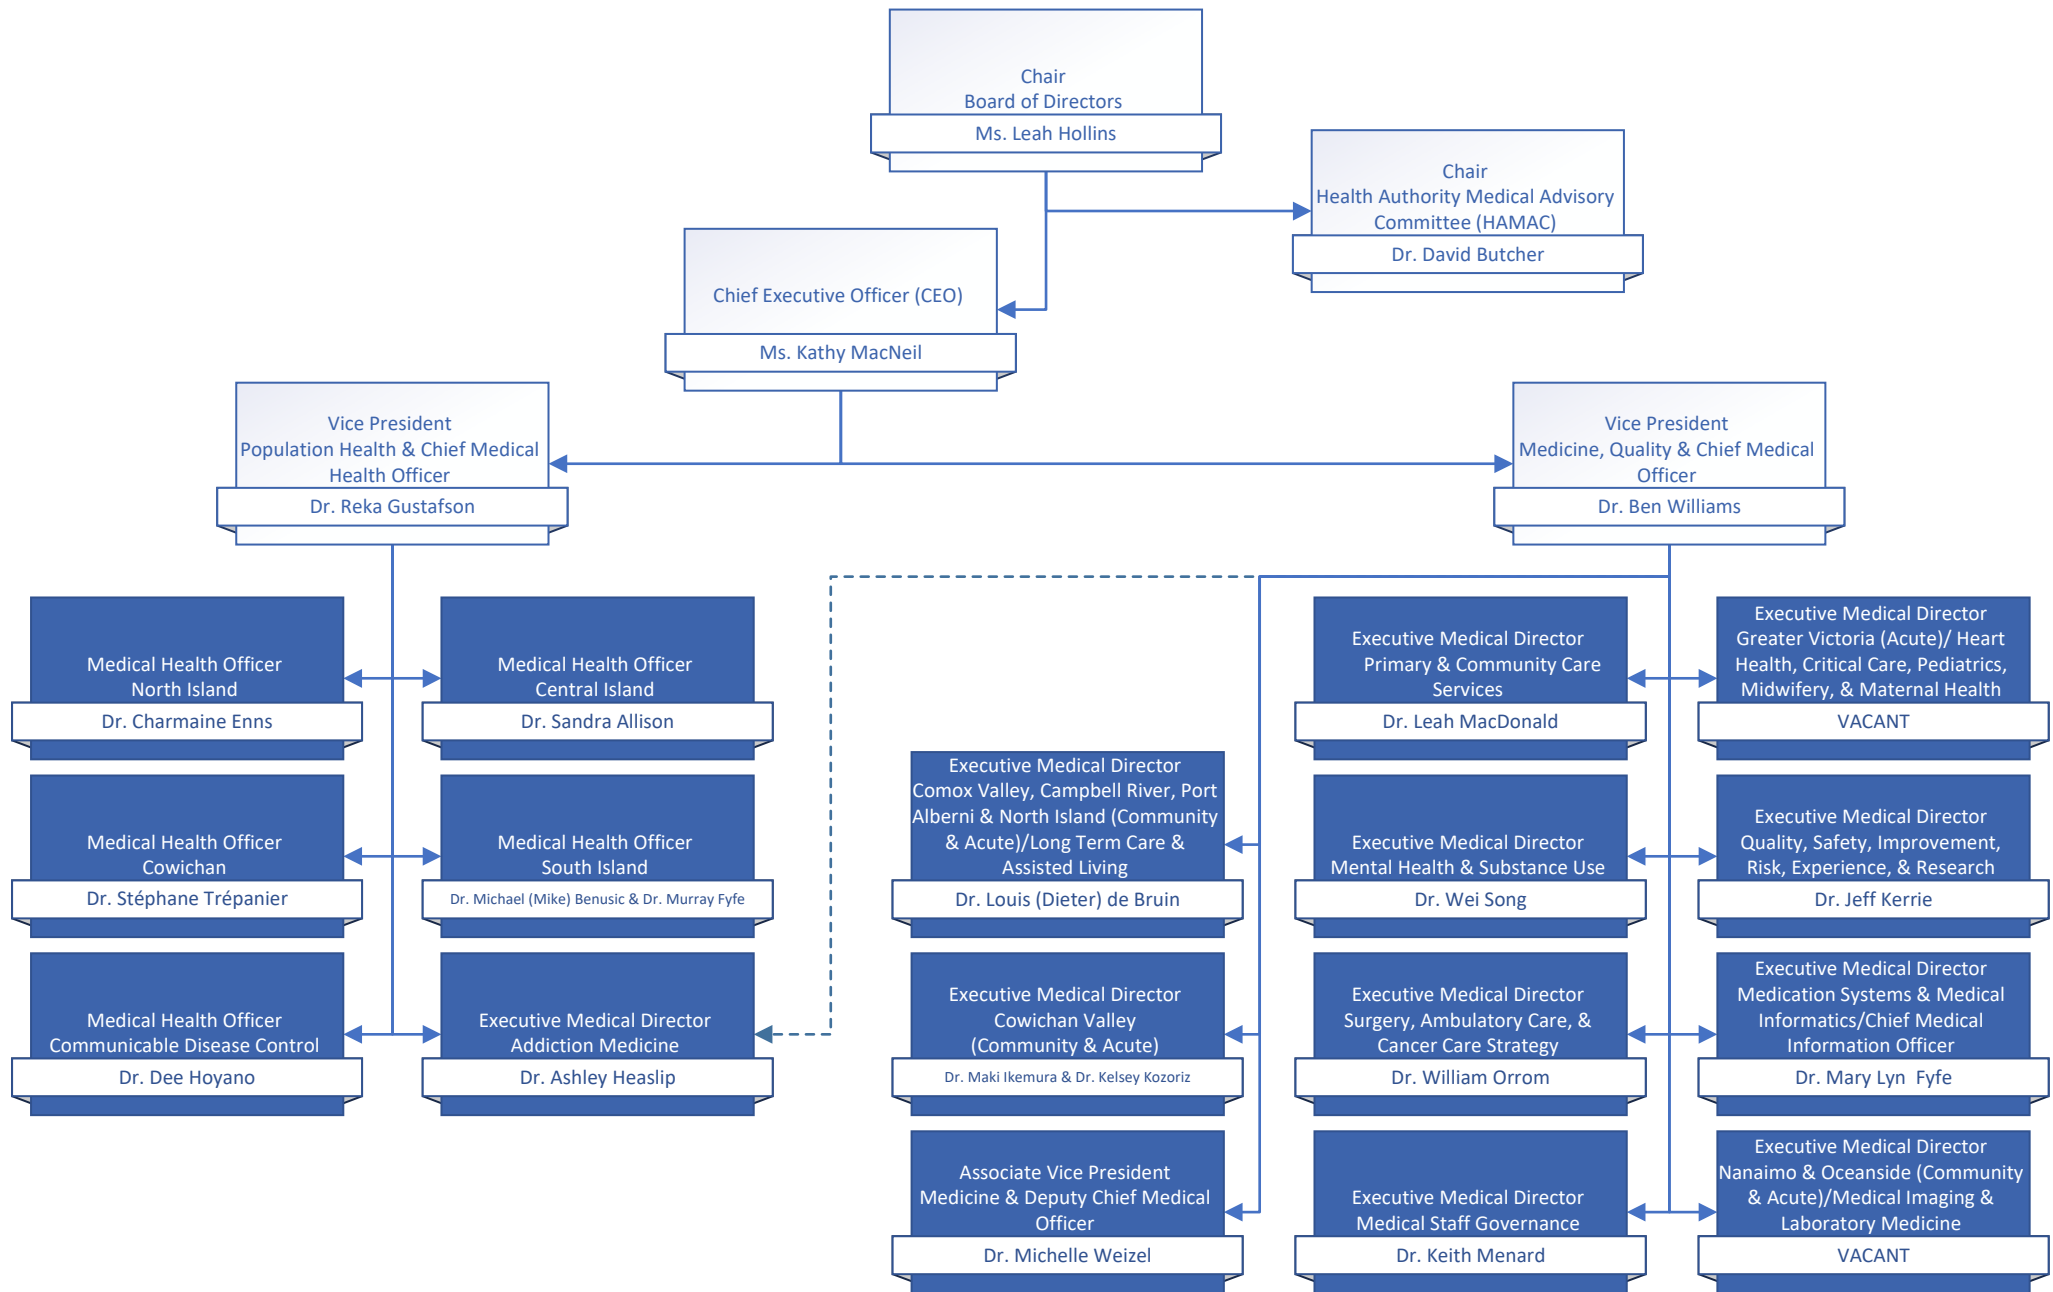 Chair
Board of Directors
Ms. Leah Hollins
Chair
Health Authority Medical Advisory
Committee (HAMAC)
Dr. David Butcher
Chief Executive Officer (CEO)
Ms. Kathy MacNeil
Vice President
Population Health & Chief Medical
Health Officer
Dr. Reka Gustafson
Vice President
Medicine, Quality & Chief Medical
Officer
Dr. Ben Williams
Medical Health Officer
North Island
Dr. Charmaine Enns
Medical Health Officer
Central Island
Dr. Sandra Allison
Medical Health Officer
Cowichan
Dr. Stéphane Trépanier
Medical Health Officer
South Island
Dr. Michael (Mike) Benusic & Dr. Murray Fyfe
Medical Health Officer
Communicable Disease Control
Dr. Dee Hoyano
Executive Medical Director
Addiction Medicine
Dr. Ashley Heaslip
Executive Medical Director
Comox Valley, Campbell River, Port
Alberni & North Island (Community
& Acute)/Long Term Care &
Assisted Living
Dr. Louis (Dieter) de Bruin
Executive Medical Director
Cowichan Valley
(Community & Acute)
Dr. Maki Ikemura & Dr. Kelsey Kozoriz
Associate Vice President
Medicine & Deputy Chief Medical
Officer
Dr. Michelle Weizel
Executive Medical Director
Primary & Community Care
Services
Dr. Leah MacDonald
Executive Medical Director
Greater Victoria (Acute)/ Heart
Health, Critical Care, Pediatrics,
Midwifery, & Maternal Health
VACANT
Executive Medical Director
Mental Health & Substance Use
Dr. Wei Song
Executive Medical Director
Quality, Safety, Improvement,
Risk, Experience, & Research
Dr. Jeff Kerrie
Executive Medical Director
Surgery, Ambulatory Care, &
Cancer Care Strategy
Dr. William Orrom
Executive Medical Director
Medication Systems & Medical
Informatics/Chief Medical
Information Officer
Dr. Mary Lyn  Fyfe
Executive Medical Director
Medical Staff Governance
Dr. Keith Menard
Executive Medical Director
Nanaimo & Oceanside (Community
& Acute)/Medical Imaging &
Laboratory Medicine
VACANT